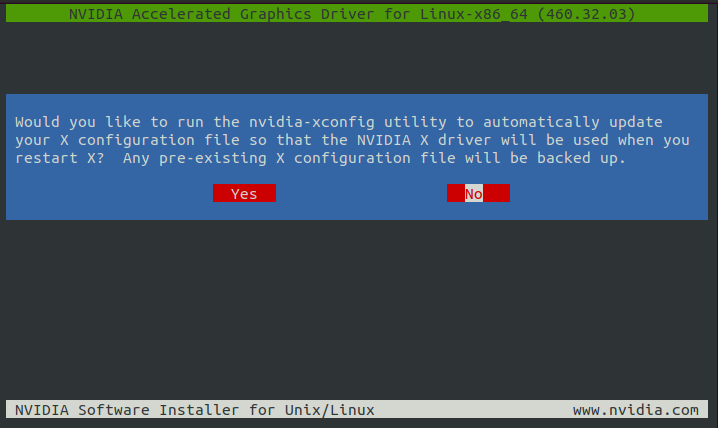 NVIDIA Accelerated Graphics Driver for Linux-x86_64 (460.32.03)
Would you like to run the nvidia-xconfig utility to automatically update
your X configuration file so that the NVIDIA X driver will be used when you
restart X?  Any pre-existing X configuration file will be backed up.
Yes No
NVIDIA Software Installer for Unix/Linux www.nvidia.com